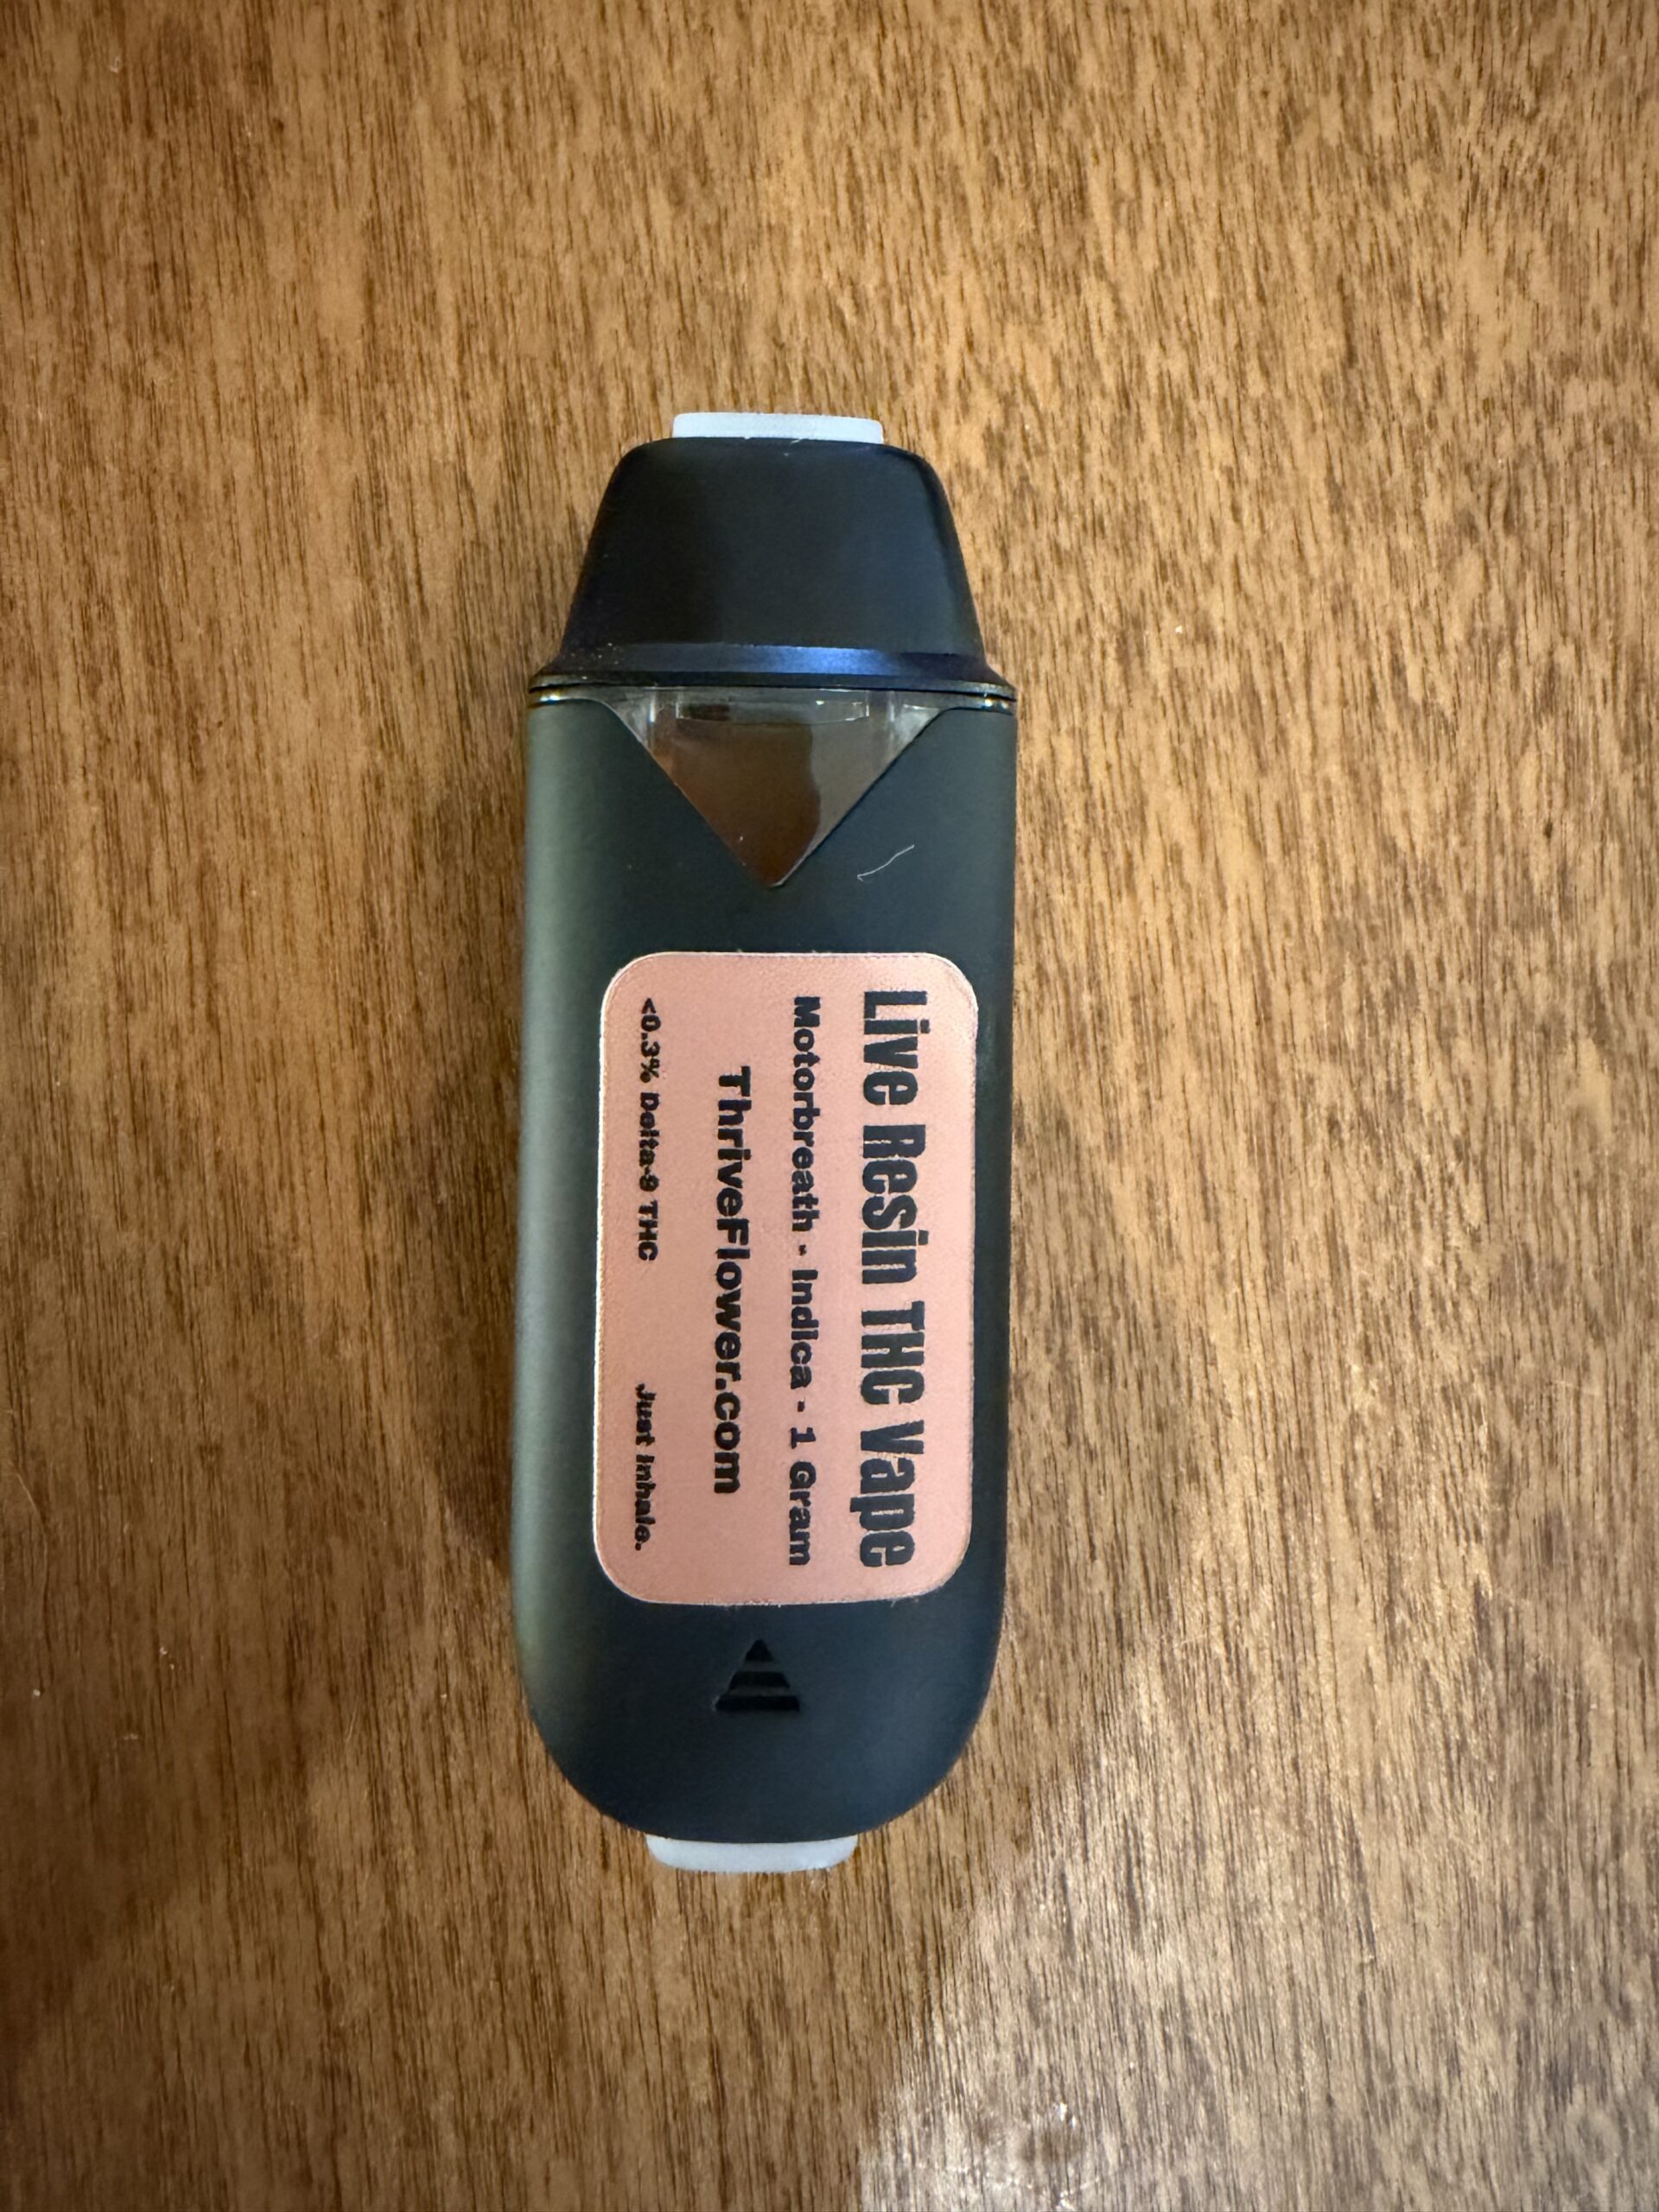 Live Resin THC Vape
Motorbreath - Indica - 1 Gram
ThriveFlower.com
<0.3% Delta-9 THC
Just Inhale.